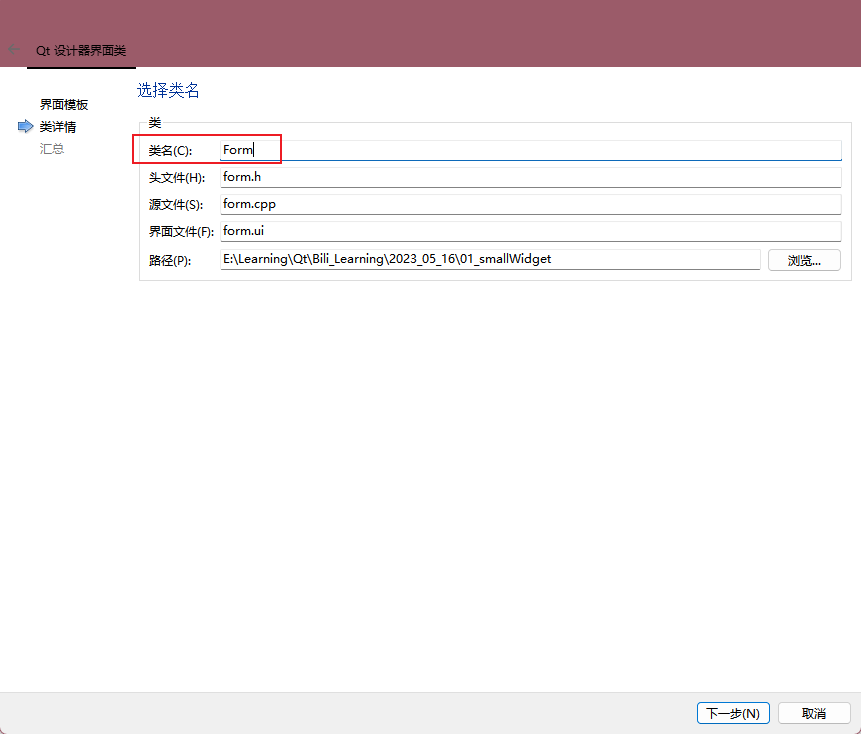 Qt 设计器界面类
界面模板
类详情
汇总
选择类名
类
类名(C): Form
头文件(H): form.h
源文件(S): form.cpp
界面文件(F): form.ui
路径(P): E:\Learning\Qt\Bili_Learning\2023_05_16\01_smallWidget 浏览...
下一步(N) 取消